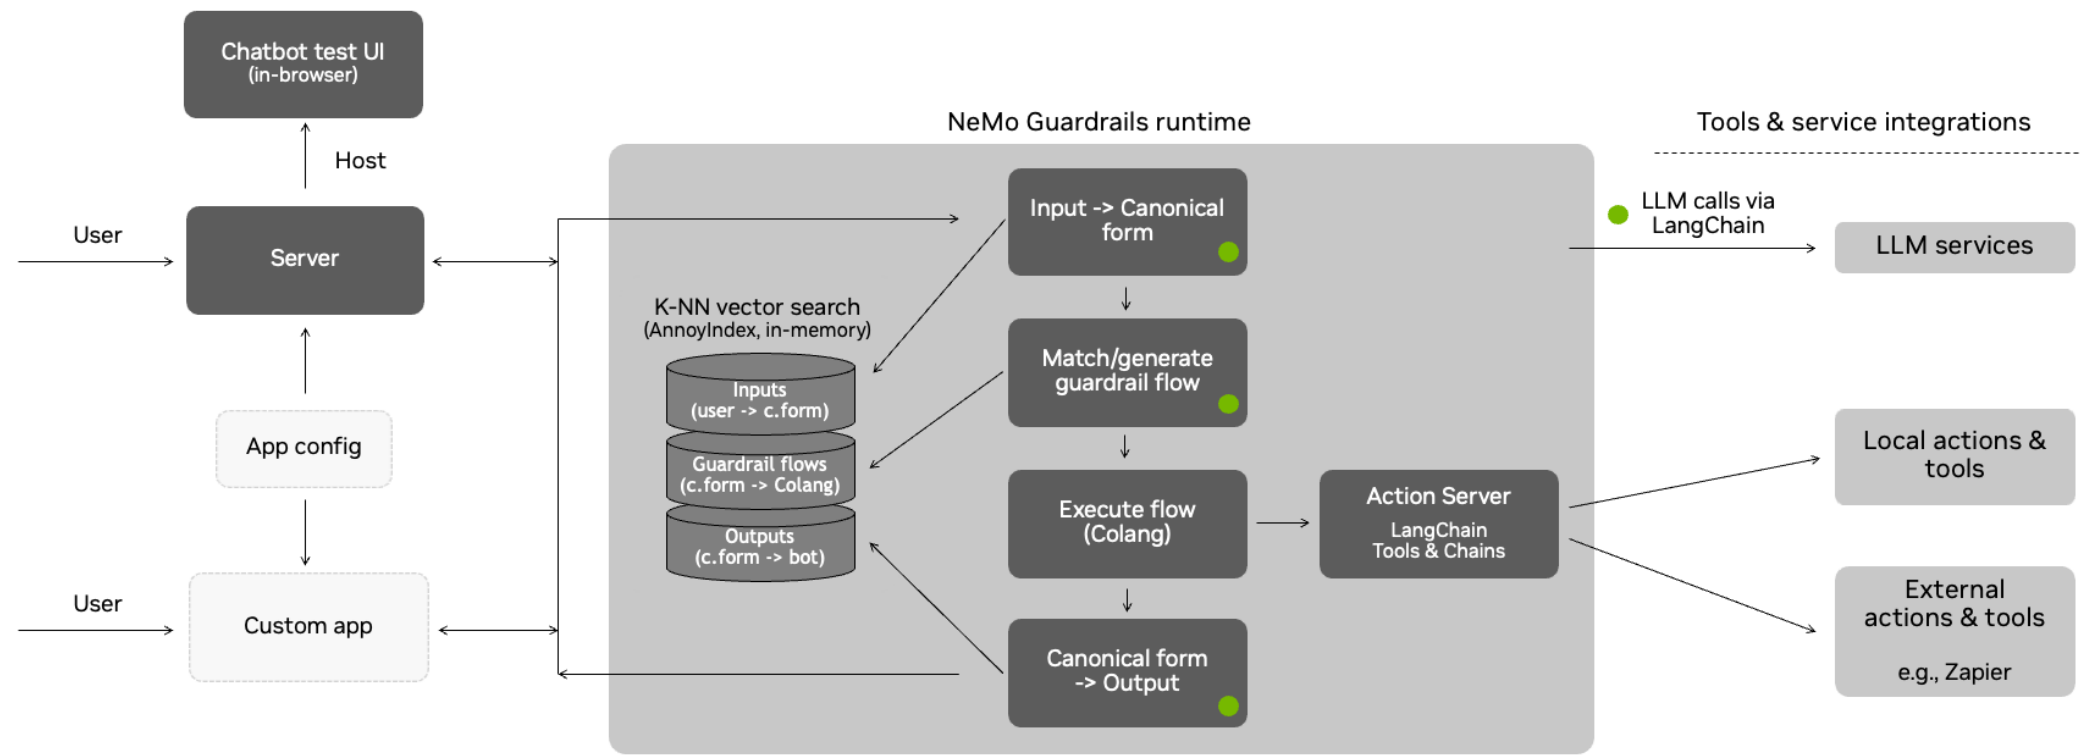 Chatbot test UI
(in-browser)
Host
User
Server
App config
User
Custom app
NeMo Guardrails runtime
K-NN vector search
(AnnoyIndex, in-memory)
Inputs
(user -> c.form)
Guardrail flows
(c.form -> Colang)
Outputs
(c.form -> bot)
Input -> Canonical
form
Match/generate
guardrail flow
Execute flow
(Colang)
Canonical form
-> Output
Action Server
LangChain
Tools & Chains
Tools & service integrations
LLM calls via
LangChain
LLM services
Local actions &
tools
External
actions & tools
e.g., Zapier